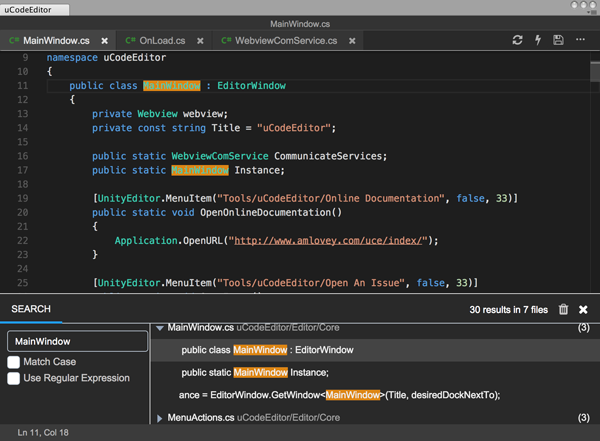 uCodeEditor
MainWindow.cs
C# MainWindow.cs
C# OnLoad.cs
C# WebviewComService.cs
9 namespace uCodeEditor
10 {
11 public class MainWindow : EditorWindow
12 {
13 private Webview webview;
14 private const string Title = "uCodeEditor";
15
16 public static WebviewComService CommunicateServices;
17 public static MainWindow Instance;
18
19 [UnityEditor.MenuItem("Tools/uCodeEditor/Online Documentation", false, 33)]
20 public static void OpenOnlineDocumentation()
21 {
22 Application.OpenURL("http://www.amlovey.com/uce/index/");
23 }
24
25 [UnityEditor.MenuItem("Tools/uCodeEditor/Open An Issue", false, 33)]
SEARCH
30 results in 7 files
MainWindow
Match Case
Use Regular Expression
MainWindow.cs uCodeEditor/Editor/Core (3)
public class MainWindow : EditorWindow
public static MainWindow Instance;
ance = EditorWindow.GetWindow<MainWindow>(Title, desiredDockNextTo);
MenuActions.cs uCodeEditor/Editor/Core (3)
Ln 11, Col 18